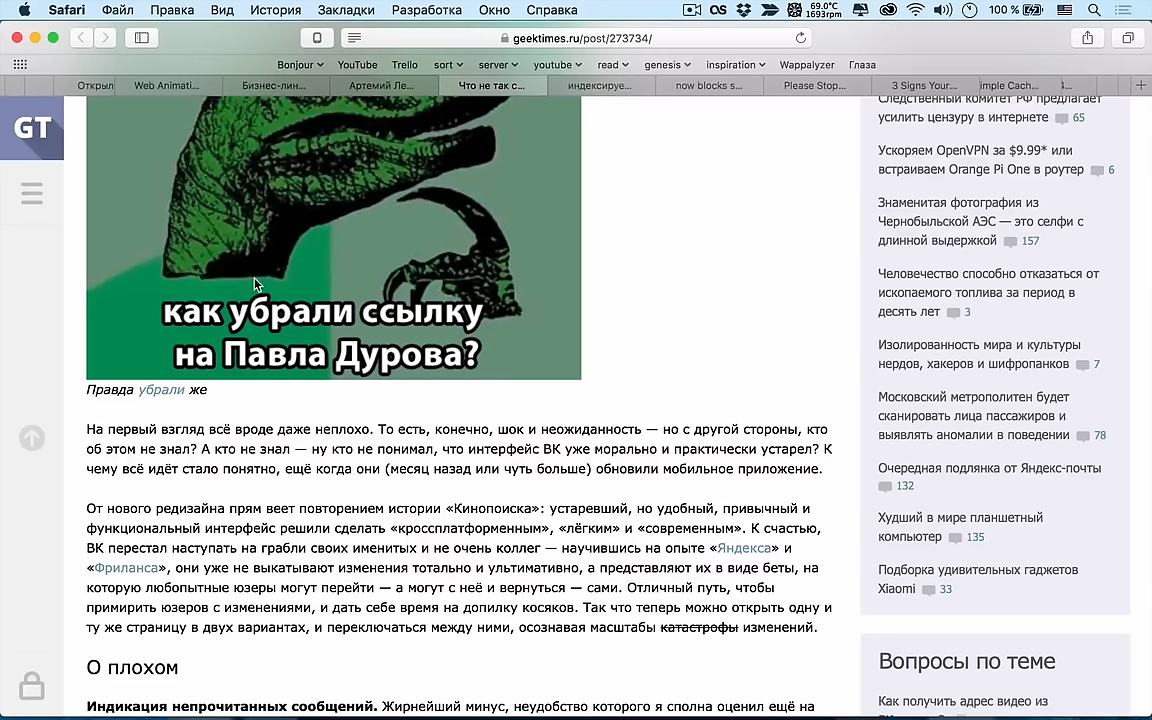 Safari Файл Правка Вид История Закладки Разработка Окно Справка 69.0°C 1693rpm 100 %
geektimes.ru/post/273734/
Bonjour YouTube Trello sort server youtube read genesis inspiration Wappalyzer Глаза
Открыл Web Animati... Бизнес-лин... Артемий Ле... Что не так с... индексируе... now blocks s... Please Stop... 3 Signs Your... imple Cach...
GT
как убрали ссылку
на Павла Дурова?
Правда убрали же
На первый взгляд всё вроде даже неплохо. То есть, конечно, шок и неожиданность — но с другой стороны, кто
об этом не знал? А кто не знал — ну кто не понимал, что интерфейс ВК уже морально и практически устарел? К
чему всё идёт стало понятно, ещё когда они (месяц назад или чуть больше) обновили мобильное приложение.
От нового редизайна прям веет повторением истории «Кинопоиска»: устаревший, но удобный, привычный и
функциональный интерфейс решили сделать «кроссплатформенным», «лёгким» и «современным». К счастью,
ВК перестал наступать на грабли своих именитых и не очень коллег — научившись на опыте «Яндекса» и
«Фриланса», они уже не выкатывают изменения тотально и ультимативно, а представляют их в виде беты, на
которую любопытные юзеры могут перейти — а могут с неё и вернуться — сами. Отличный путь, чтобы
примирить юзеров с изменениями, и дать себе время на допилку косяков. Так что теперь можно открыть одну и
ту же страницу в двух вариантах, и переключаться между ними, осознавая масштабы катастрофы изменений.
О плохом
Индикация непрочитанных сообщений. Жирнейший минус, неудобство которого я сполна оценил ещё на
Следственный комитет РФ предлагает
усилить цензуру в интернете 65
Ускоряем OpenVPN за $9.99* или
встраиваем Orange Pi One в роутер 6
Знаменитая фотография из
Чернобыльской АЭС — это селфи с
длинной выдержкой 157
Человечество способно отказаться от
ископаемого топлива за период в
десять лет 3
Изолированность мира и культуры
нердов, хакеров и шифропанков 7
Московский метрополитен будет
сканировать лица пассажиров и
выявлять аномалии в поведении 78
Очередная подлянка от Яндекс-почты
132
Худший в мире планшетный
компьютер 135
Подборка удивительных гаджетов
Xiaomi 33
Вопросы по теме
Как получить адрес видео из